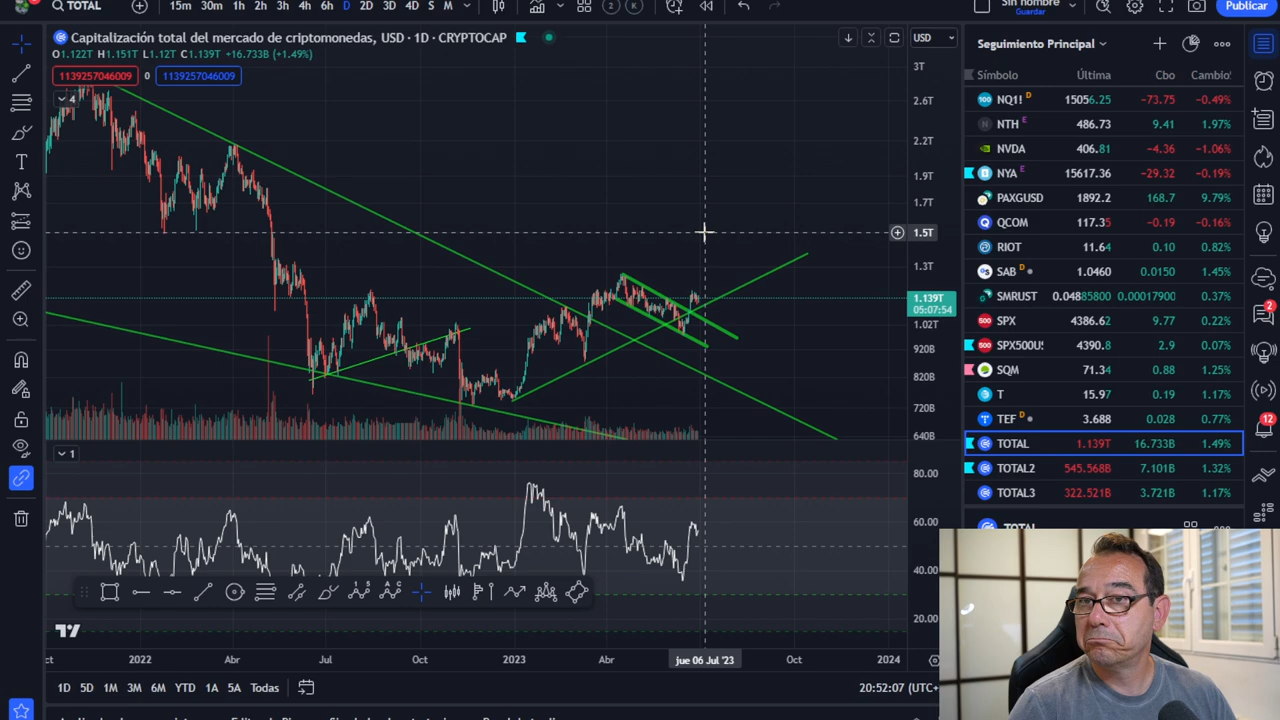 TOTAL 15m 30m 1h 2h 3h 4h 6h D 2D 3D 4D S M 2 K Sin nombre Guardar Publicar
Capitalización total del mercado de criptomonedas, USD · 1D · CRYPTOCAP
O1.122T H1.151T L1.12T C1.139T +16.733B (+1.49%)
1139257046009 0 1139257046009
4
USD
3T
2.6T
2.2T
1.9T
1.7T
1.5T
1.3T
1.139T
05:07:54
1.02T
920B
820B
720B
640B
1
80.00
60.00
40.00
20.00
2022 Abr Jul Oct 2023 Abr jue 06 Jul '23 Oct 2024
1D 5D 1M 3M 6M YTD 1A 5A Todas
20:52:07 (UTC+
Seguimiento Principal
Símbolo Última Cbo Cambio
NQ1! D 15056.25 −73.75 −0.49%
NTH E 486.73 9.41 1.97%
NVDA 406.81 −4.36 −1.06%
NYA E 15617.36 −29.32 −0.19%
PAXGUSD 1892.2 168.7 9.79%
QCOM 117.35 −0.19 −0.16%
RIOT 11.64 0.10 0.82%
SAB D 1.0460 0.0150 1.45%
SMRUST 0.04885800 0.00017900 0.37%
SPX 4386.62 9.77 0.22%
SPX500U 4390.8 2.9 0.07%
SQM 71.34 0.88 1.25%
T 15.97 0.19 1.17%
TEF D 3.688 0.028 0.77%
TOTAL 1.139T 16.733B 1.49%
TOTAL2 545.568B 7.101B 1.32%
TOTAL3 322.521B 3.721B 1.17%
TOTAL
2
12